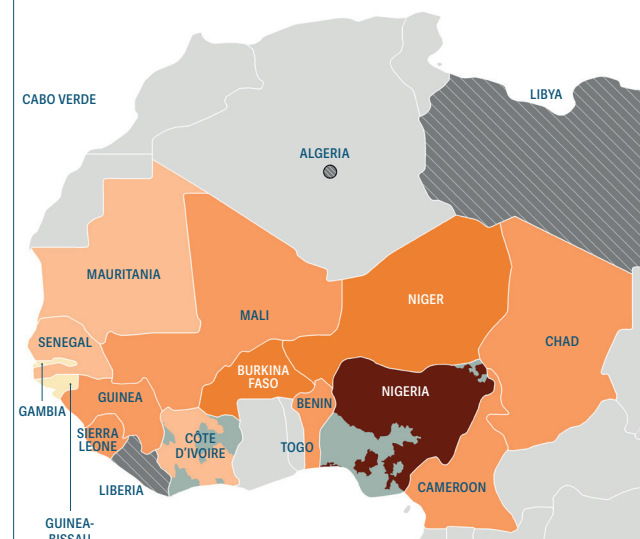 CABO VERDE
LIBYA
ALGERIA
MAURITANIA
NIGER
MALI
SENEGAL
CHAD
BURKINA
FASO
NIGERIA
GUINEA
BENIN
GAMBIA
SIERRA
LEONE
CÔTE
D'IVOIRE
TOGO
LIBERIA
CAMEROON
GUINEA-
BISSAU